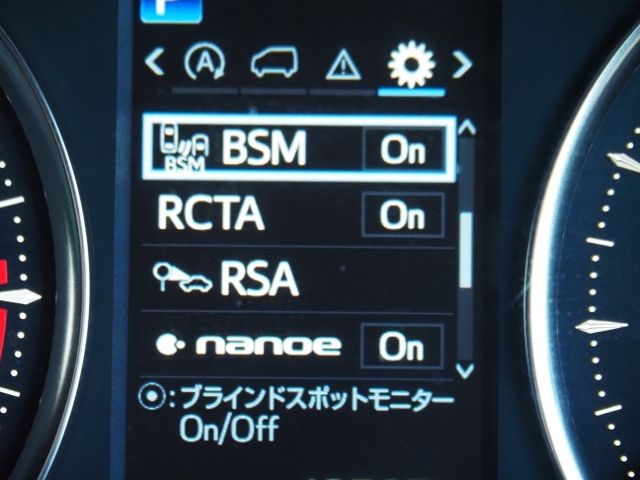 P
A
BSM BSM On
RCTA On
RSA
nanoe On
:ブラインドスポットモニター
On/Off